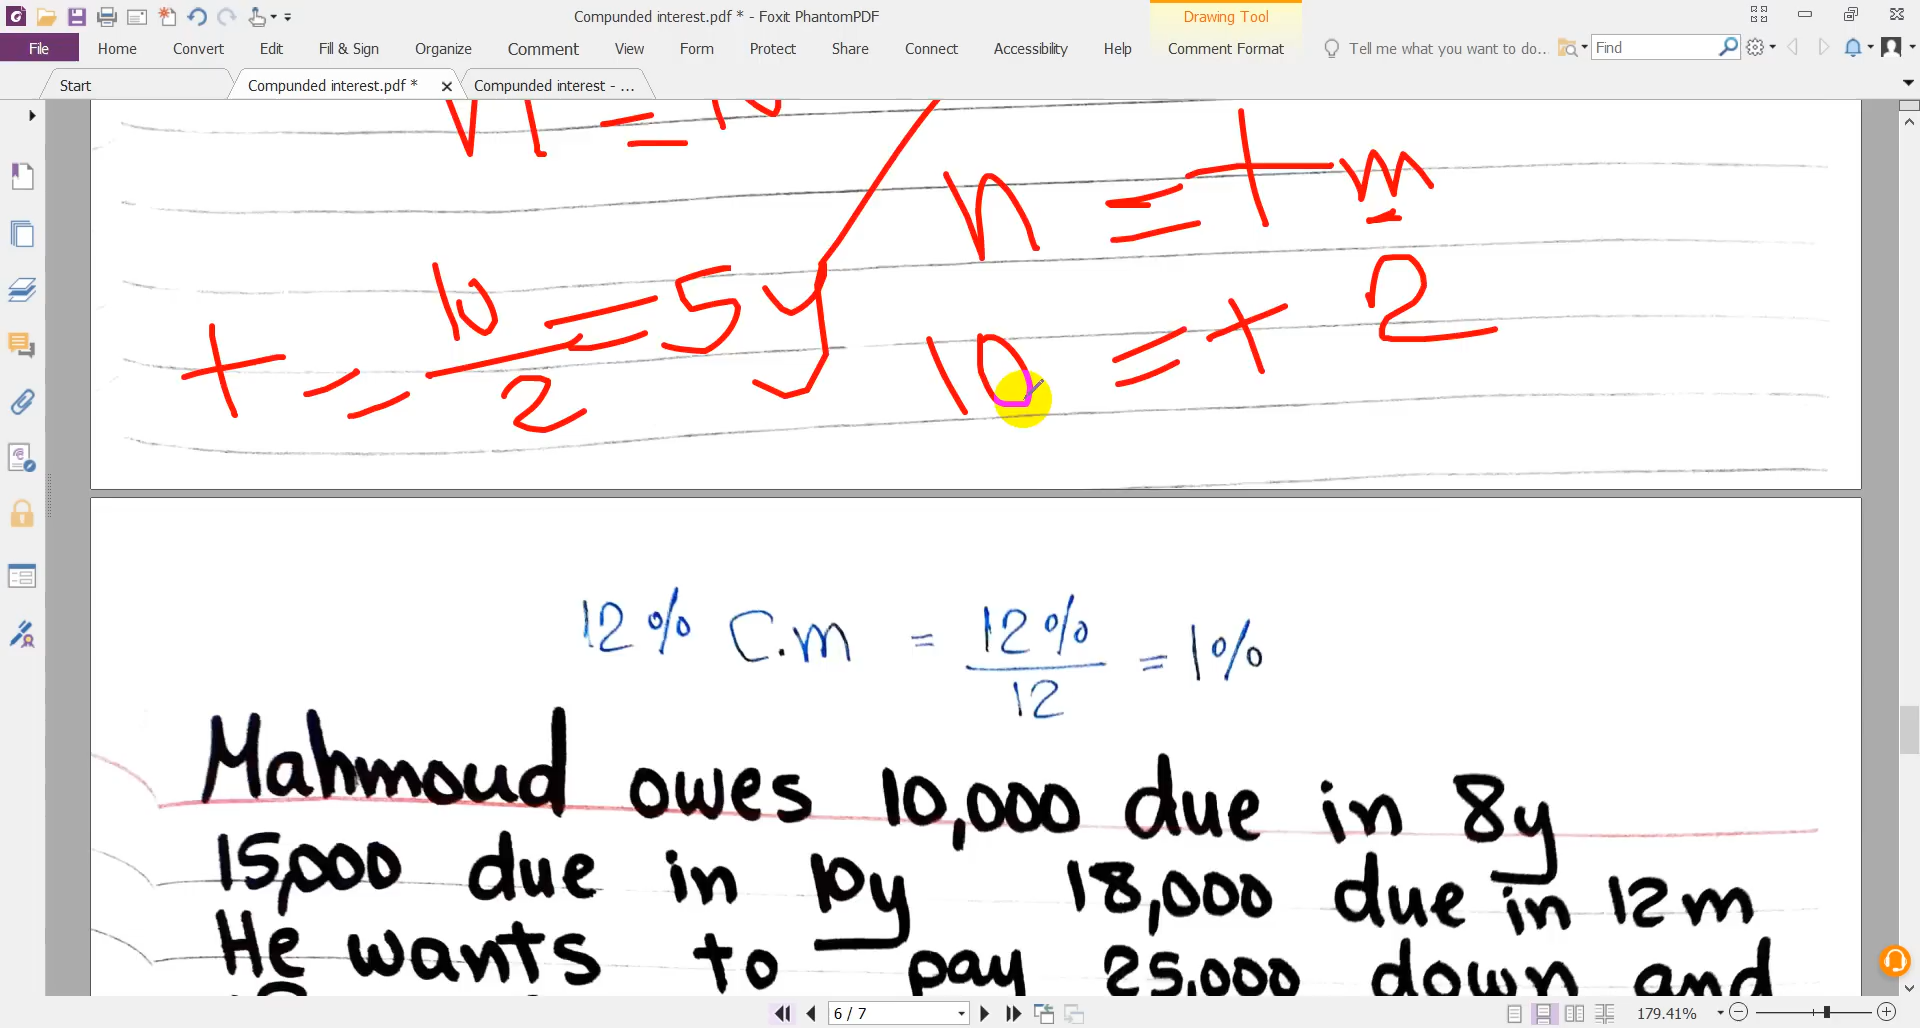 Compunded interest.pdf * - Foxit PhantomPDF
Drawing Tool
File Home Convert Edit Fill & Sign Organize Comment View Form Protect Share Connect Accessibility Help Comment Format Tell me what you want to do... Find
Start Compunded interest.pdf * Compunded interest - ...
n = t m
t = 10/2 = 5y
10 = t 2
12% C.m = 12%/12 = 1%
Mahmoud owes 10,000 due in 8y
15,000 due in 10y 18,000 due in 12m
He wants to pay 25,000 down and
6 / 7
179.41%